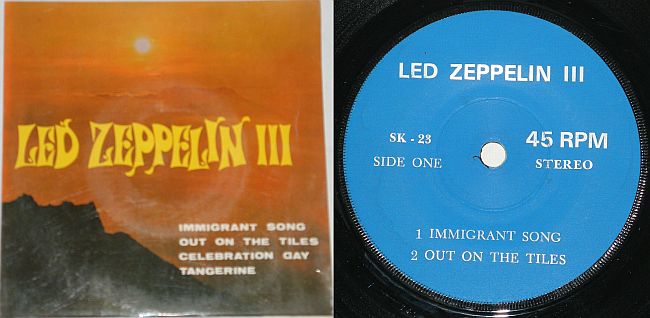 LED ZEPPELIN III
IMMIGRANT SONG
OUT ON THE TILES
CELEBRATION DAY
TANGERINE
LED ZEPPELIN III
SK - 23
SIDE ONE
45 RPM
STEREO
1 IMMIGRANT SONG
2 OUT ON THE TILES